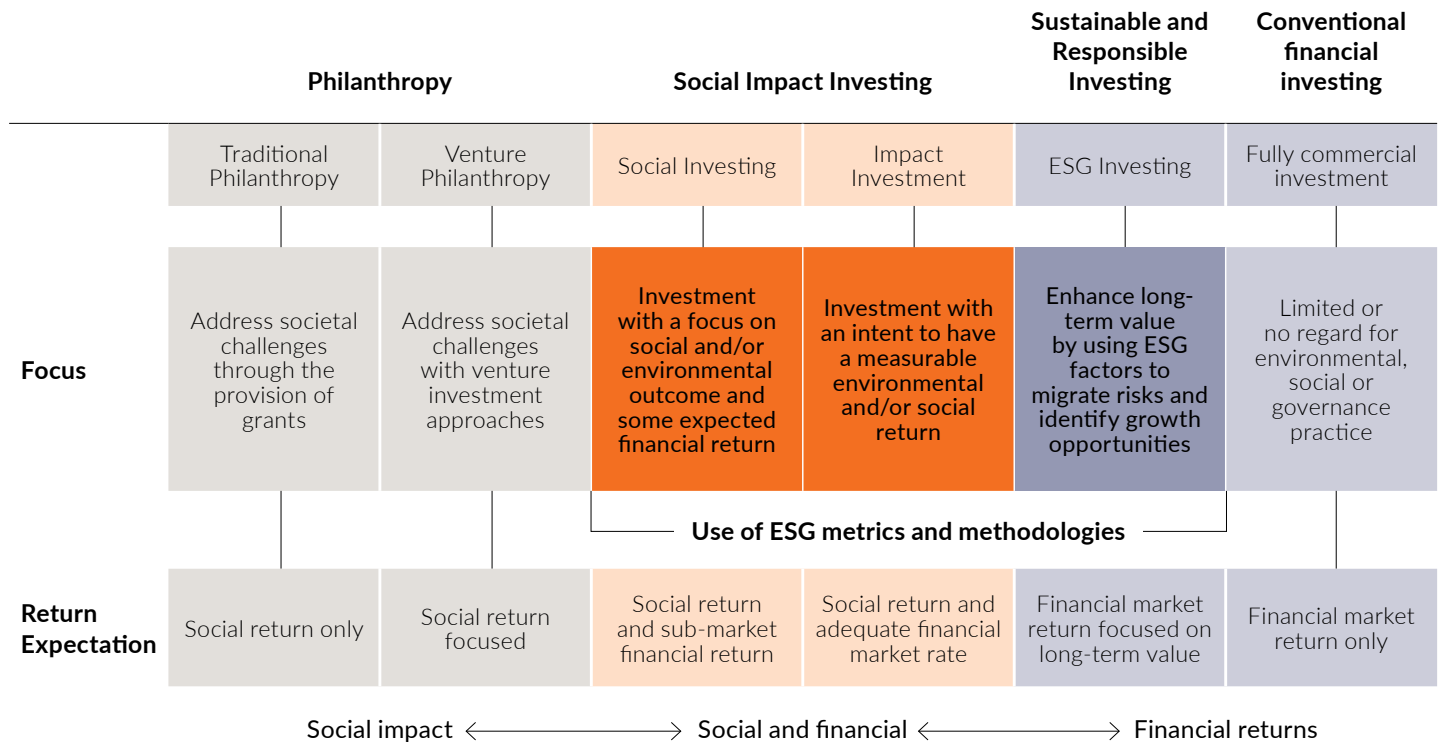 Philanthropy
Social Impact Investing
Sustainable and
Responsible
Investing
Conventional
financial
investing
Traditional
Philanthropy
Venture
Philanthropy
Social Investing
Impact
Investment
ESG Investing
Fully commercial
investment
Focus
Address societal
challenges
through the
provision of
grants
Address societal
challenges
with venture
investment
approaches
Investment
with a focus on
social and/or
environmental
outcome and
some expected
financial return
Investment with
an intent to have
a measurable
environmental
and/or social
return
Enhance long-
term value
by using ESG
factors to
migrate risks and
identify growth
opportunities
Limited or
no regard for
environmental,
social or
governance
practice
Use of ESG metrics and methodologies
Return
Expectation
Social return only
Social return
focused
Social return
and sub-market
financial return
Social return and
adequate financial
market rate
Financial market
return focused on
long-term value
Financial market
return only
Social impact
Social and financial
Financial returns